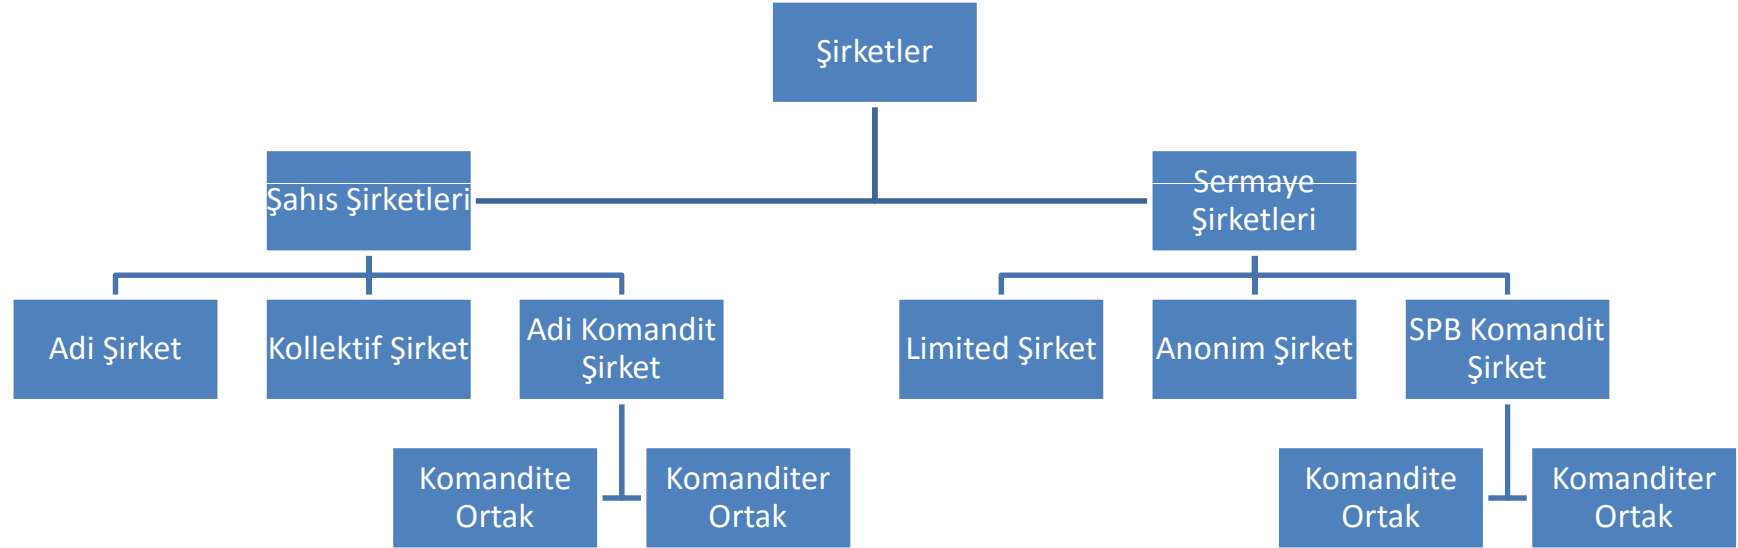 Şirketler
Şahıs Şirketleri
Sermaye
Şirketleri
Adi Şirket
Kollektif Şirket
Adi Komandit
Şirket
Limited Şirket
Anonim Şirket
SPB Komandit
Şirket
Komandite
Ortak
Komanditer
Ortak
Komandite
Ortak
Komanditer
Ortak